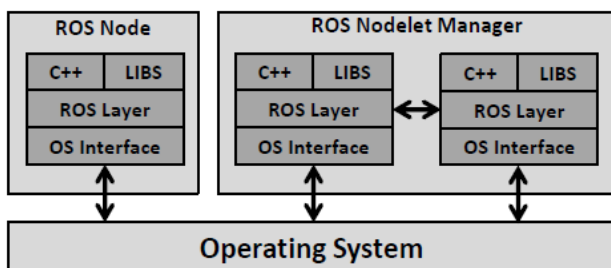 ROS Node
C++ LIBS
ROS Layer
OS Interface
ROS Nodelet Manager
C++ LIBS
ROS Layer
OS Interface
C++ LIBS
ROS Layer
OS Interface
Operating System